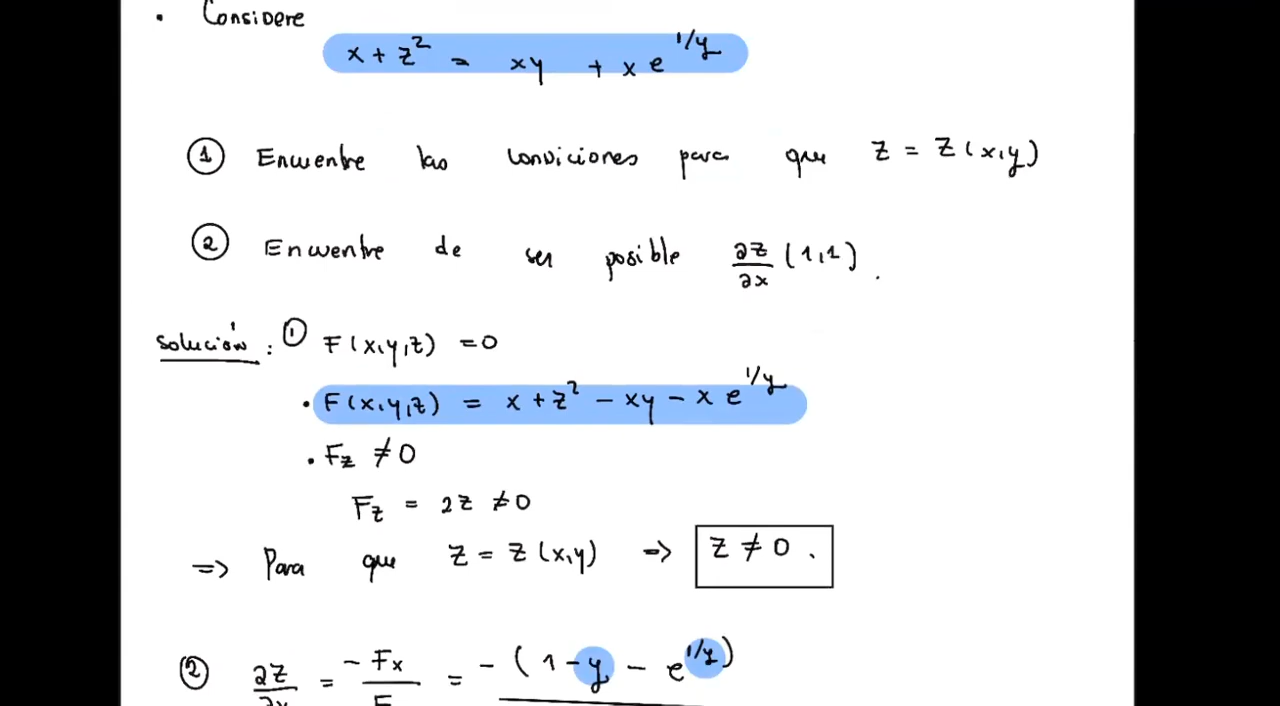 • Considere
x + z² = xy + x e^{1/y}
① Encuentre las condiciones para que z = z(x,y)
② Encuentre de ser posible ∂z/∂x (1,1).
Solución: ① F(x,y,z) = 0
• F(x,y,z) = x + z² - xy - x e^{1/y}
• F_z ≠ 0
F_z = 2z ≠ 0
=> Para que z = z(x,y) => z ≠ 0.
② ∂z/∂x = -F_x/F = -(1 - y - e^{1/y})